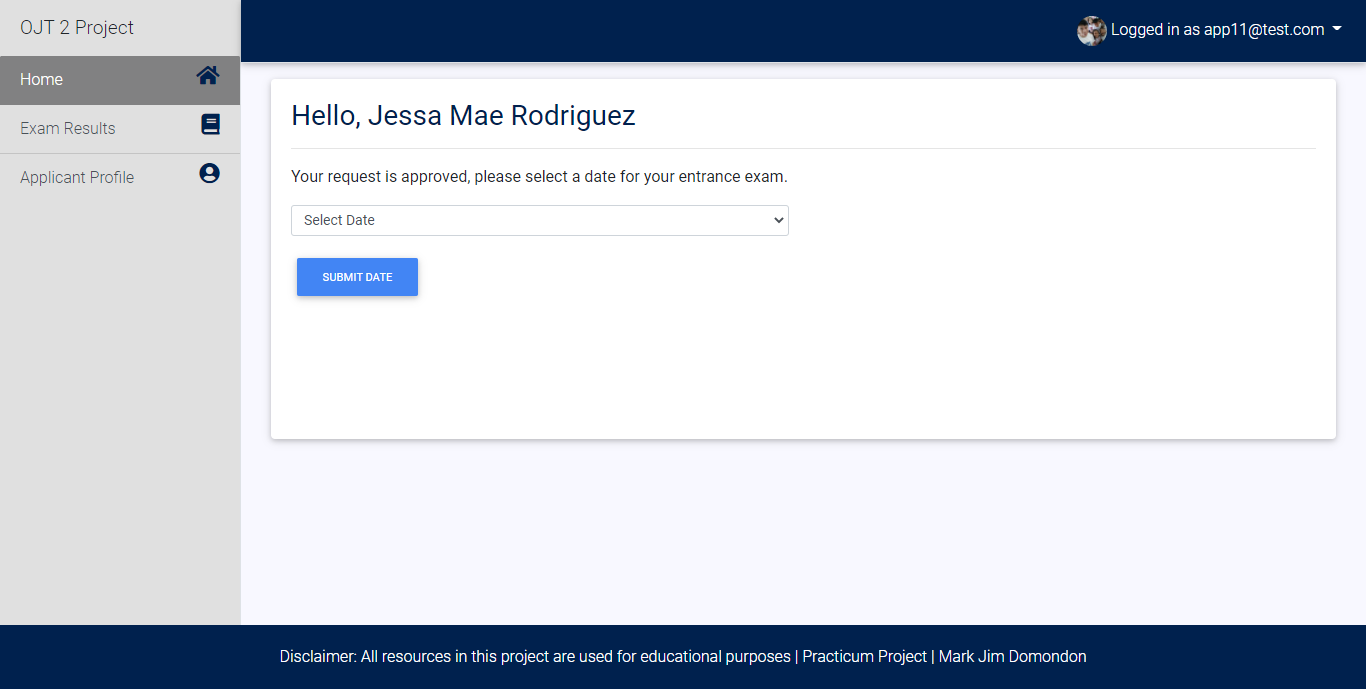 OJT 2 Project
Logged in as app11@test.com
Home
Exam Results
Applicant Profile
Hello, Jessa Mae Rodriguez
Your request is approved, please select a date for your entrance exam.
Select Date
SUBMIT DATE
Disclaimer: All resources in this project are used for educational purposes | Practicum Project | Mark Jim Domondon